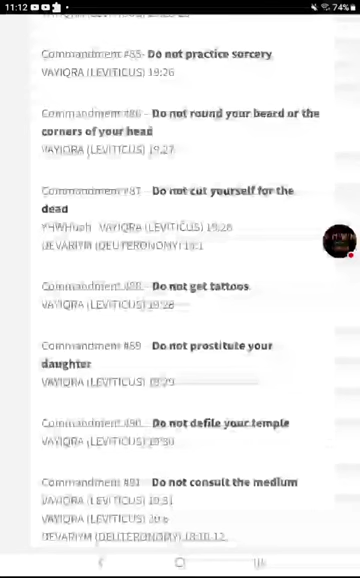 11:12
74%
Commandment #85- Do not practice sorcery
VAYIQRA (LEVITICUS) 19:26
Commandment #86 - Do not round your beard or the
corners of your head
VAYIQRA (LEVITICUS) 19:27
Commandment #87 - Do not cut yourself for the
dead
VAYIQRA (LEVITICUS) 19:28
DEVARIYM (DEUTERONOMY)
Commandment #88 - Do not get tattoos
VAYIQRA (LEVITICUS) 19:28
Commandment #89 - Do not prostitute your
daughter
VAYIQRA (LEVITICUS) 19:29
Commandment #90 - Do not defile your temple
VAYIQRA (LEVITICUS) 19:30
Commandment #91 - Do not consult the medium
VAYIQRA (LEVITICUS) 19:31
VAYIQRA (LEVITICUS) 20:6
DEVARIYM (DEUTERONOMY) 18:10-12